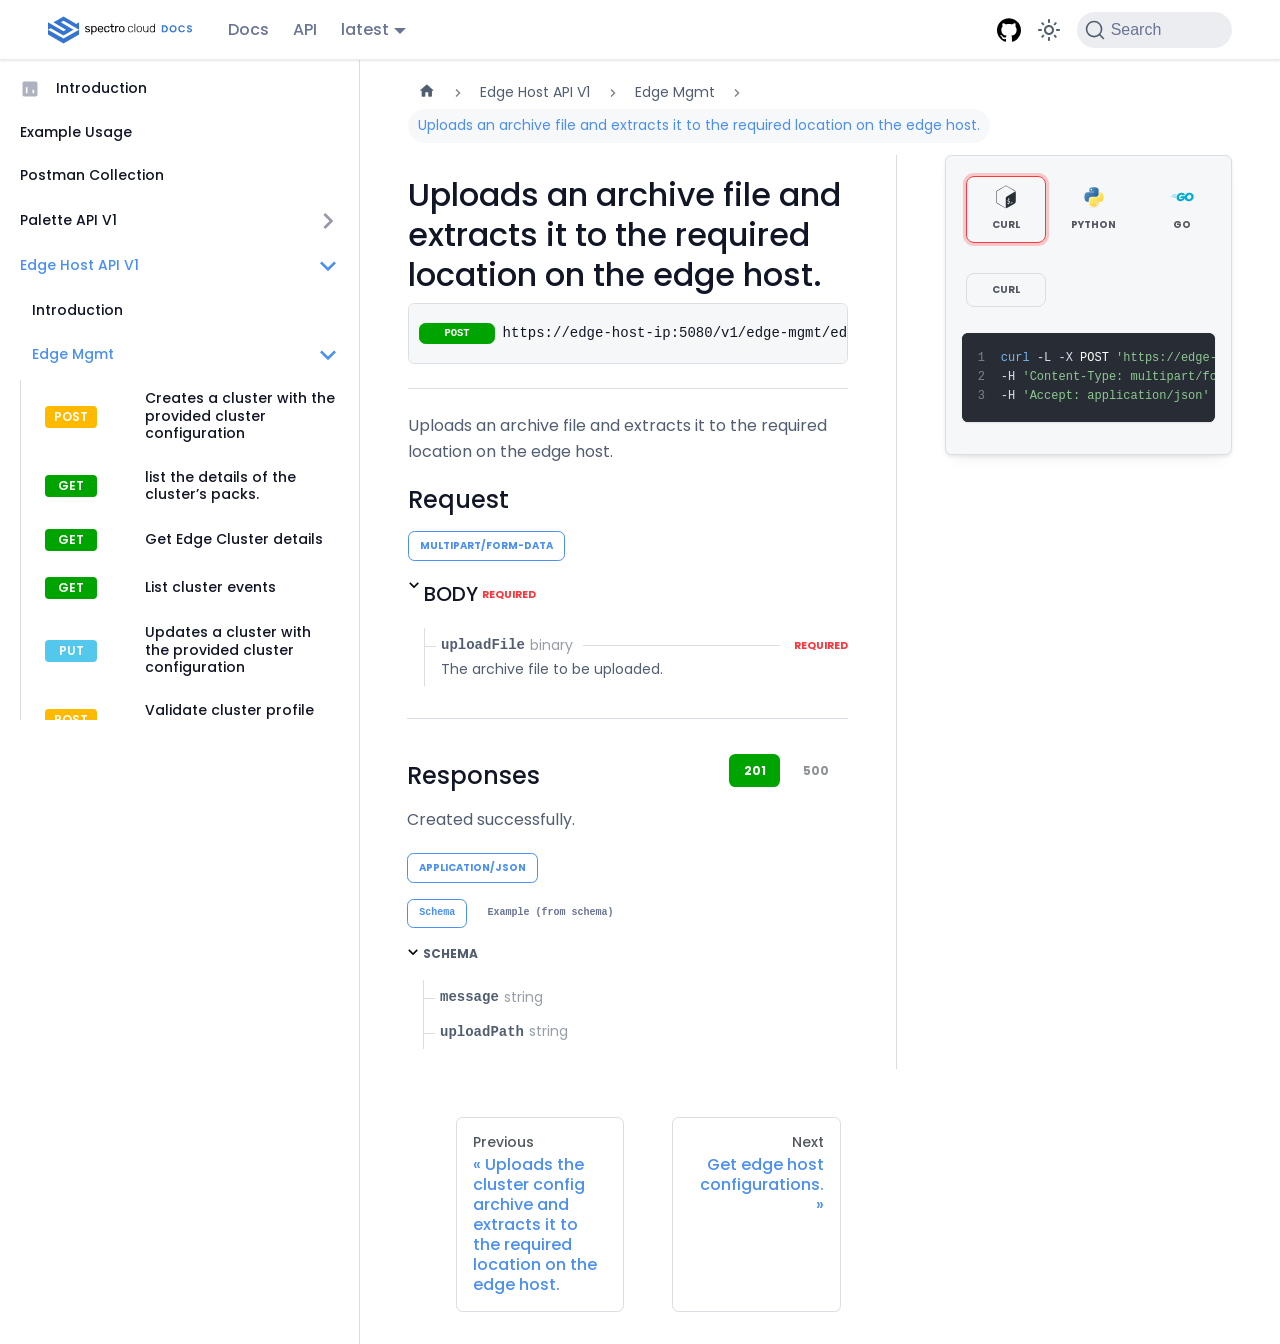 spectro cloud DOCS
Docs
API
latest
Search
Introduction
Example Usage
Postman Collection
Palette API V1
Edge Host API V1
Introduction
Edge Mgmt
POST
Creates a cluster with the
provided cluster
configuration
GET
list the details of the
cluster’s packs.
GET
Get Edge Cluster details
GET
List cluster events
PUT
Updates a cluster with
the provided cluster
configuration
POST
Validate cluster profile
Edge Host API V1
Edge Mgmt
Uploads an archive file and extracts it to the required location on the edge host.
Uploads an archive file and
extracts it to the required
location on the edge host.
POST
https://edge-host-ip:5080/v1/edge-mgmt/ed
Uploads an archive file and extracts it to the required
location on the edge host.
Request
MULTIPART/FORM-DATA
BODY REQUIRED
uploadFile binary
REQUIRED
The archive file to be uploaded.
Responses
201
500
Created successfully.
APPLICATION/JSON
Schema
Example (from schema)
SCHEMA
message string
uploadPath string
CURL
PYTHON
GO
CURL
1 curl -L -X POST 'https://edge-
2 -H 'Content-Type: multipart/fo
3 -H 'Accept: application/json'
Previous
« Uploads the
cluster config
archive and
extracts it to
the required
location on the
edge host.
Next
Get edge host
configurations.
»